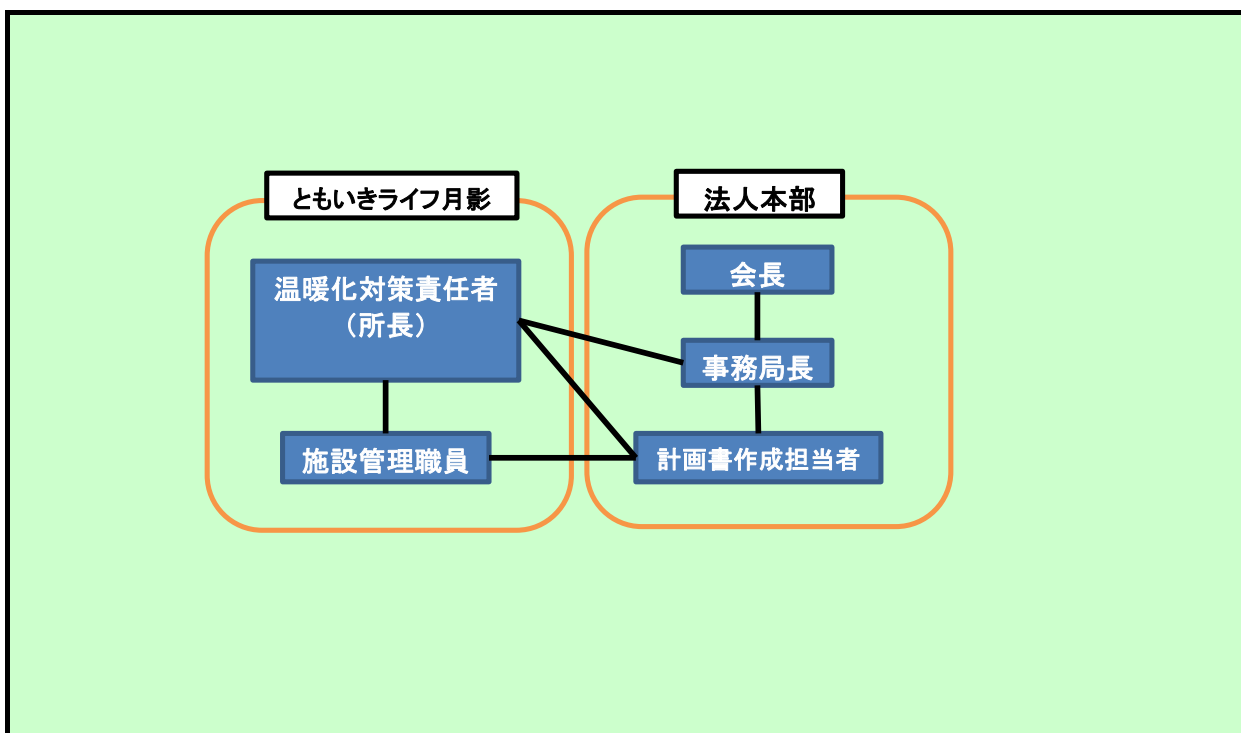 ともいきライフ月影
温暖化対策責任者
（所長）
施設管理職員
法人本部
会長
事務局長
計画書作成担当者